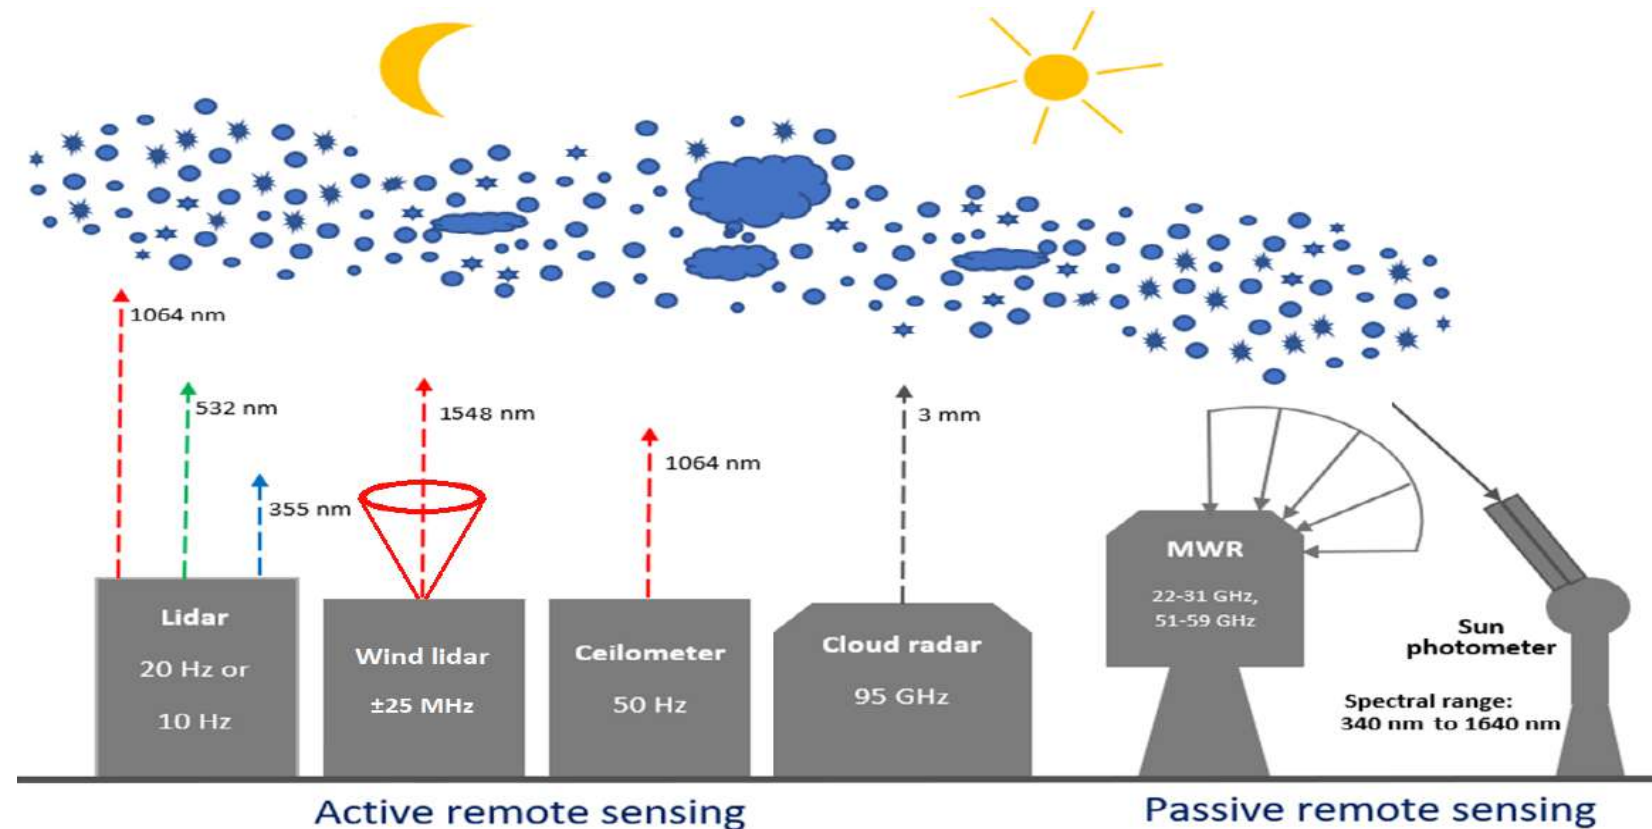 1064 nm
532 nm
355 nm
1548 nm
1064 nm
3 mm
Lidar
20 Hz or
10 Hz
Wind lidar
±25 MHz
Ceilometer
50 Hz
Cloud radar
95 GHz
MWR
22-31 GHz,
51-59 GHz
Sun
photometer
Spectral range:
340 nm to 1640 nm
Active remote sensing
Passive remote sensing